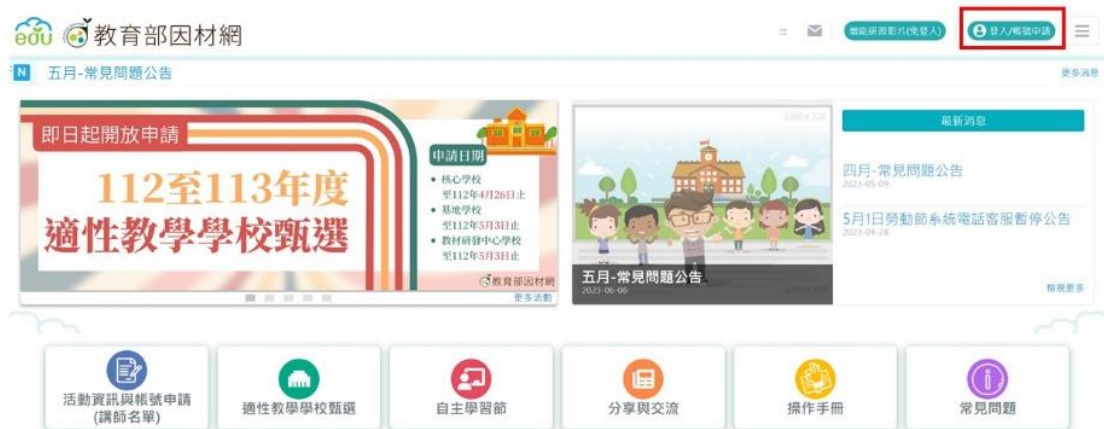 edu 教育部因材網
增能研習影片(免登入)
登入/帳號申請
N 五月-常見問題公告
更多消息
即日起開放申請
112至113年度
適性教學學校甄選
申請日期
• 核心學校
至112年4月26日止
• 基地學校
至112年5月3日止
• 教材研發中心學校
至112年5月3日止
教育部因材網
更多活動
五月-常見問題公告
2023-06-06
最新消息
四月-常見問題公告
2023-05-09
5月1日勞動節系統電話客服暫停公告
2023-04-24
檢視更多
活動資訊與帳號申請
(講師名單)
適性教學學校甄選
自主學習節
分享與交流
操作手冊
常見問題